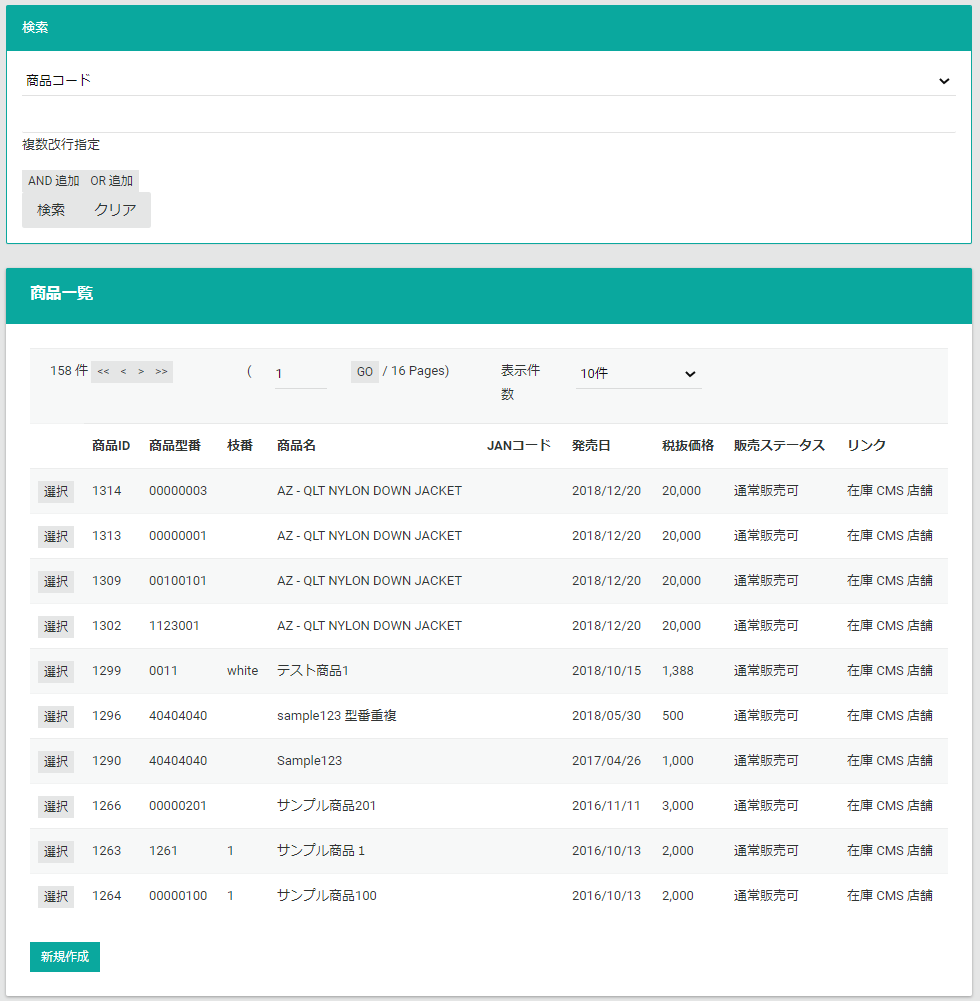 検索
商品コード
複数改行指定
AND 追加 OR 追加
検索 クリア
商品一覧
158 件 << < > >> ( 1 GO / 16 Pages) 表示件数 10件
商品ID 商品型番 枝番 商品名 JANコード 発売日 税抜価格 販売ステータス リンク
選択 1314 00000003 AZ - QLT NYLON DOWN JACKET 2018/12/20 20,000 通常販売可 在庫 CMS 店舗
選択 1313 00000001 AZ - QLT NYLON DOWN JACKET 2018/12/20 20,000 通常販売可 在庫 CMS 店舗
選択 1309 00100101 AZ - QLT NYLON DOWN JACKET 2018/12/20 20,000 通常販売可 在庫 CMS 店舗
選択 1302 1123001 AZ - QLT NYLON DOWN JACKET 2018/12/20 20,000 通常販売可 在庫 CMS 店舗
選択 1299 0011 white テスト商品1 2018/10/15 1,388 通常販売可 在庫 CMS 店舗
選択 1296 40404040 sample123 型番重複 2018/05/30 500 通常販売可 在庫 CMS 店舗
選択 1290 40404040 Sample123 2017/04/26 1,000 通常販売可 在庫 CMS 店舗
選択 1266 00000201 サンプル商品201 2016/11/11 3,000 通常販売可 在庫 CMS 店舗
選択 1263 1261 1 サンプル商品 1 2016/10/13 2,000 通常販売可 在庫 CMS 店舗
選択 1264 00000100 1 サンプル商品100 2016/10/13 2,000 通常販売可 在庫 CMS 店舗
新規作成